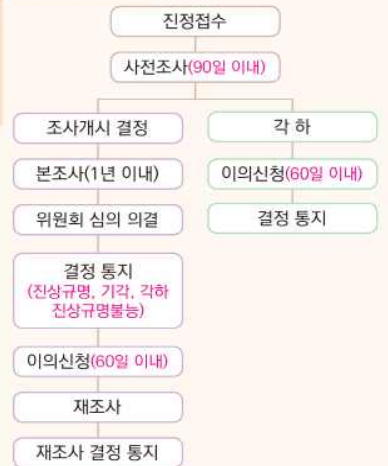 진정접수
사전조사(90일 이내)
조사개시 결정
각 하
본조사(1년 이내)
이의신청(60일 이내)
위원회 심의 의결
결정 통지
결정 통지
(진상규명, 기각, 각하
진상규명불능)
이의신청(60일 이내)
재조사
재조사 결정 통지